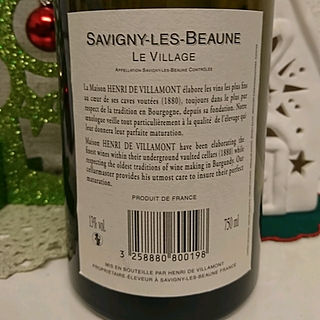 SAVIGNY-LES-BEAUNE
LE VILLAGE
APPELLATION SAVIGNY-LES-BEAUNE CONTRÔLÉE
La Maison HENRI DE VILLAMONT élabore les vins les plus fins
au cœur de ses caves voutées (1880), toujours dans le plus pur
respect de la tradition en Bourgogne, depuis sa fondation. Notre
œnologue veille tout particulièrement à la qualité de l'élevage qui
leur donnera leur parfaite maturation.
Maison HENRI DE VILLAMONT have been elaborating the
finest wines within their underground vaulted cellars (1880) while
respecting the oldest traditions of wine making in Burgundy. Our
cellarmaster provides his utmost care to insure their perfect
maturation.
PRODUIT DE FRANCE
13% vol.
750 ml
3 258880 800198
MIS EN BOUTEILLE PAR HENRI DE VILLAMONT
PROPRIÉTAIRE-ÉLEVEUR À SAVIGNY-LES-BEAUNE FRANCE